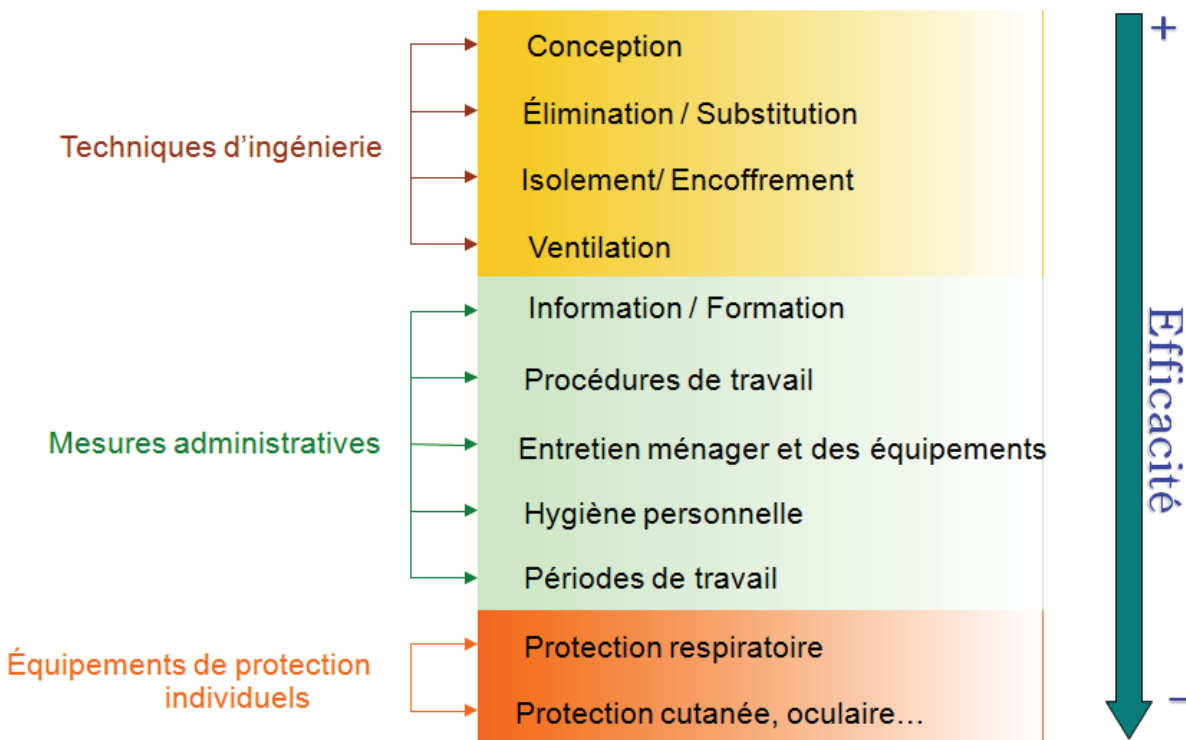 Techniques d'ingénierie
Conception
Élimination / Substitution
Isolement/ Encoffrement
Ventilation
Mesures administratives
Information / Formation
Procédures de travail
Entretien ménager et des équipements
Hygiène personnelle
Périodes de travail
Équipements de protection
individuels
Protection respiratoire
Protection cutanée, oculaire…
+
Efficacité
–